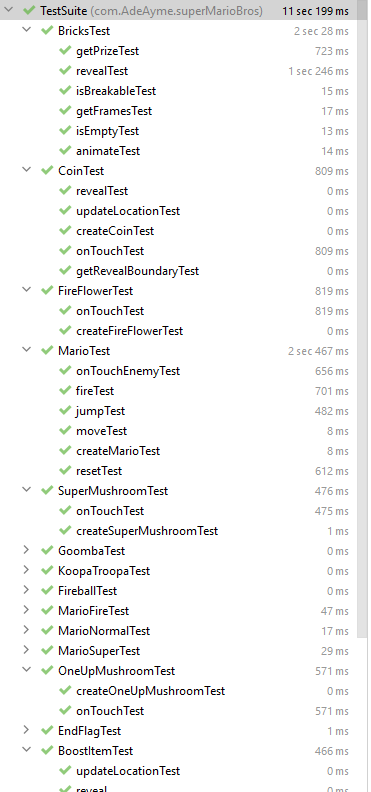 TestSuite (com.AdeAyme.superMarioBros) 11 sec 199 ms
BricksTest 2 sec 28 ms
getPrizeTest 723 ms
revealTest 1 sec 246 ms
isBreakableTest 15 ms
getFramesTest 17 ms
isEmptyTest 13 ms
animateTest 14 ms
CoinTest 809 ms
revealTest 0 ms
updateLocationTest 0 ms
createCoinTest 0 ms
onTouchTest 809 ms
getRevealBoundaryTest 0 ms
FireFlowerTest 819 ms
onTouchTest 819 ms
createFireFlowerTest 0 ms
MarioTest 2 sec 467 ms
onTouchEnemyTest 656 ms
fireTest 701 ms
jumpTest 482 ms
moveTest 8 ms
createMarioTest 8 ms
resetTest 612 ms
SuperMushroomTest 476 ms
onTouchTest 475 ms
createSuperMushroomTest 1 ms
GoombaTest 0 ms
KoopaTroopaTest 0 ms
FireballTest 0 ms
MarioFireTest 47 ms
MarioNormalTest 17 ms
MarioSuperTest 29 ms
OneUpMushroomTest 571 ms
createOneUpMushroomTest 0 ms
onTouchTest 571 ms
EndFlagTest 1 ms
BoostItemTest 466 ms
updateLocationTest 0 ms
reveal 0 ms